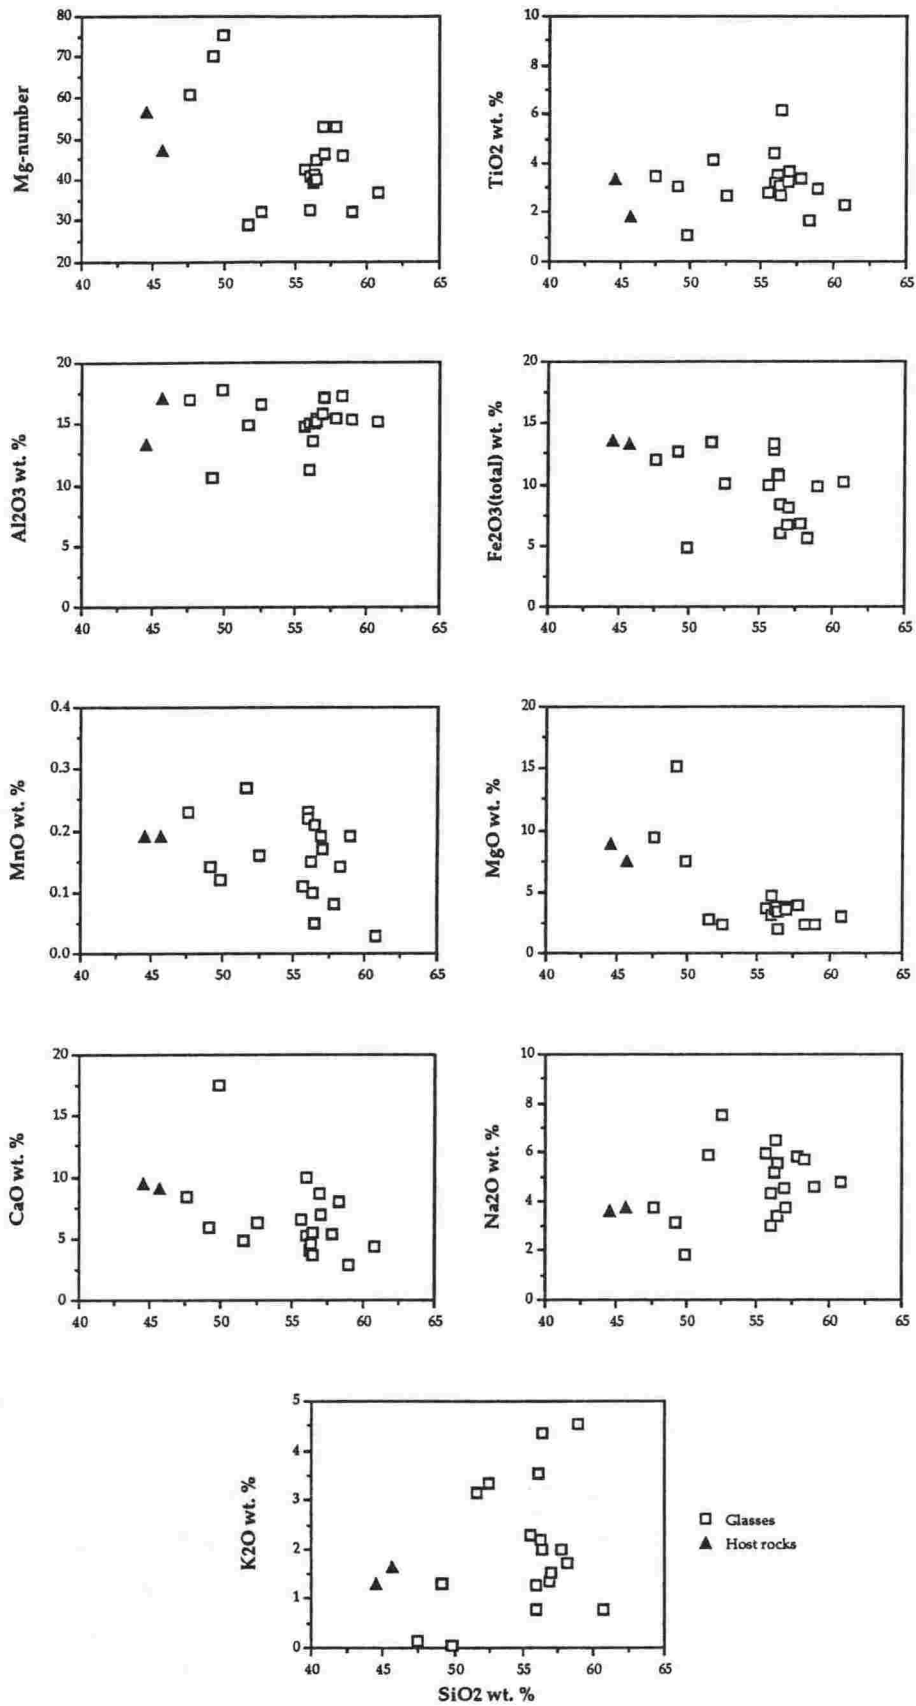 80
70
60
50
40
30
20
Mg-number
40 45 50 55 60 65
10
8
6
4
2
0
TiO2 wt. %
40 45 50 55 60 65
20
15
10
5
0
Al2O3 wt. %
40 45 50 55 60 65
20
15
10
5
0
Fe2O3(total) wt. %
40 45 50 55 60 65
0.4
0.3
0.2
0.1
0.0
MnO wt. %
40 45 50 55 60 65
20
15
10
5
0
MgO wt. %
40 45 50 55 60 65
20
15
10
5
0
CaO wt. %
40 45 50 55 60 65
10
8
6
4
2
0
Na2O wt. %
40 45 50 55 60 65
5
4
3
2
1
0
K2O wt. %
40 45 50 55 60 65
SiO2 wt. %
Glasses
Host rocks